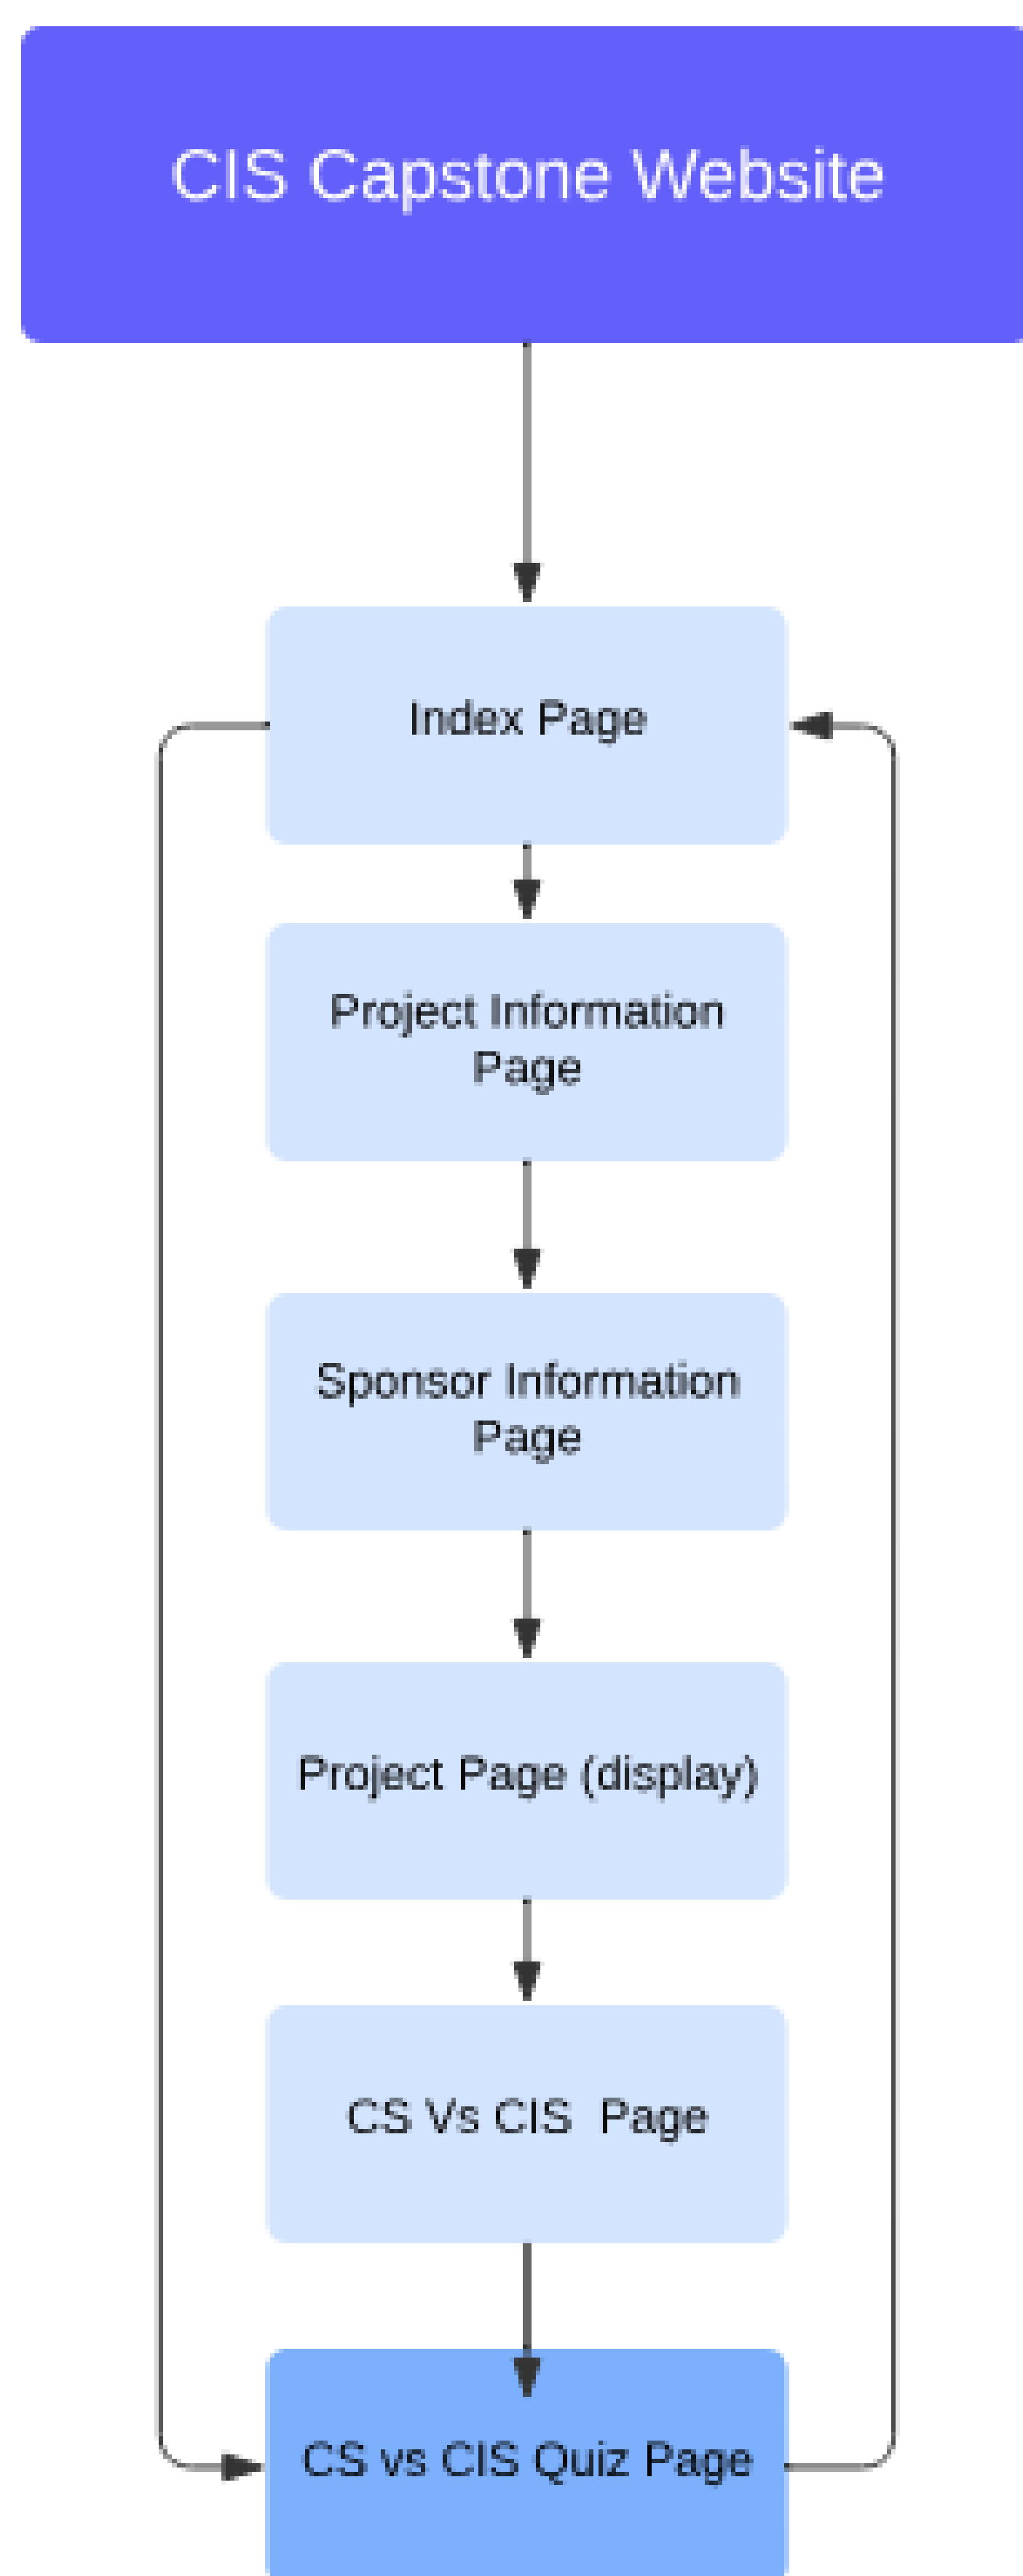 CIS Capstone Website
Index Page
Project Information
Page
Sponsor Information
Page
Project Page (display)
CS Vs CIS  Page
CS vs CIS Quiz Page